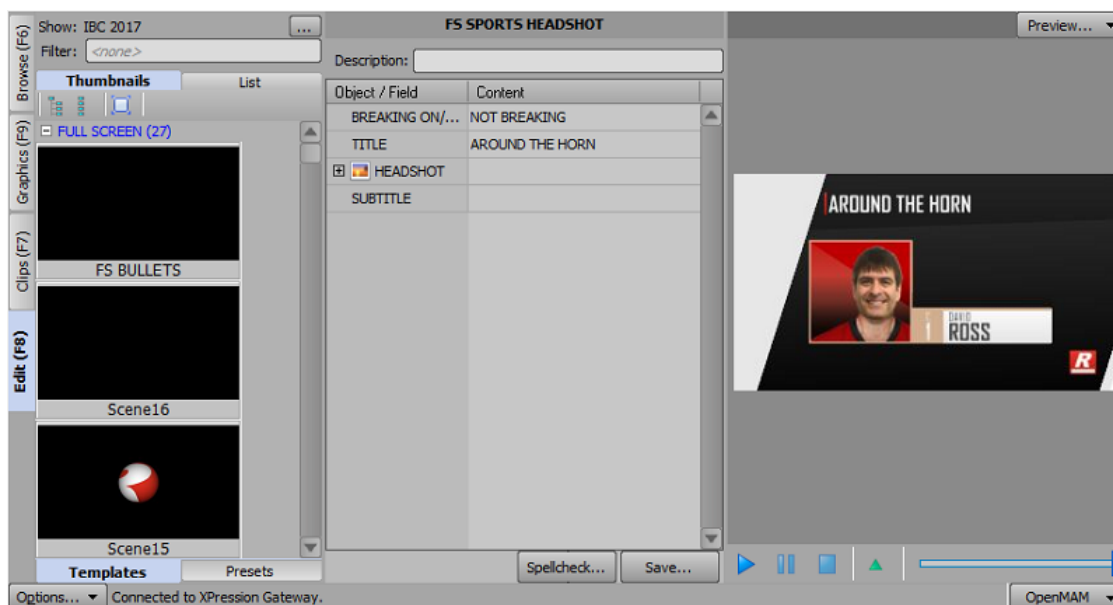 Show: IBC 2017
...
Filter: <none>
Thumbnails
List
FULL SCREEN (27)
FS BULLETS
Scene16
Scene15
Templates
Presets
Browse (F6)
Graphics (F9)
Clips (F7)
Edit (F8)
FS SPORTS HEADSHOT
Description:
Object / Field Content
BREAKING ON/... NOT BREAKING
TITLE AROUND THE HORN
HEADSHOT
SUBTITLE
Spellcheck... Save...
Preview...
AROUND THE HORN
1
DAVID
ROSS
R
Options... Connected to XPression Gateway.
OpenMAM